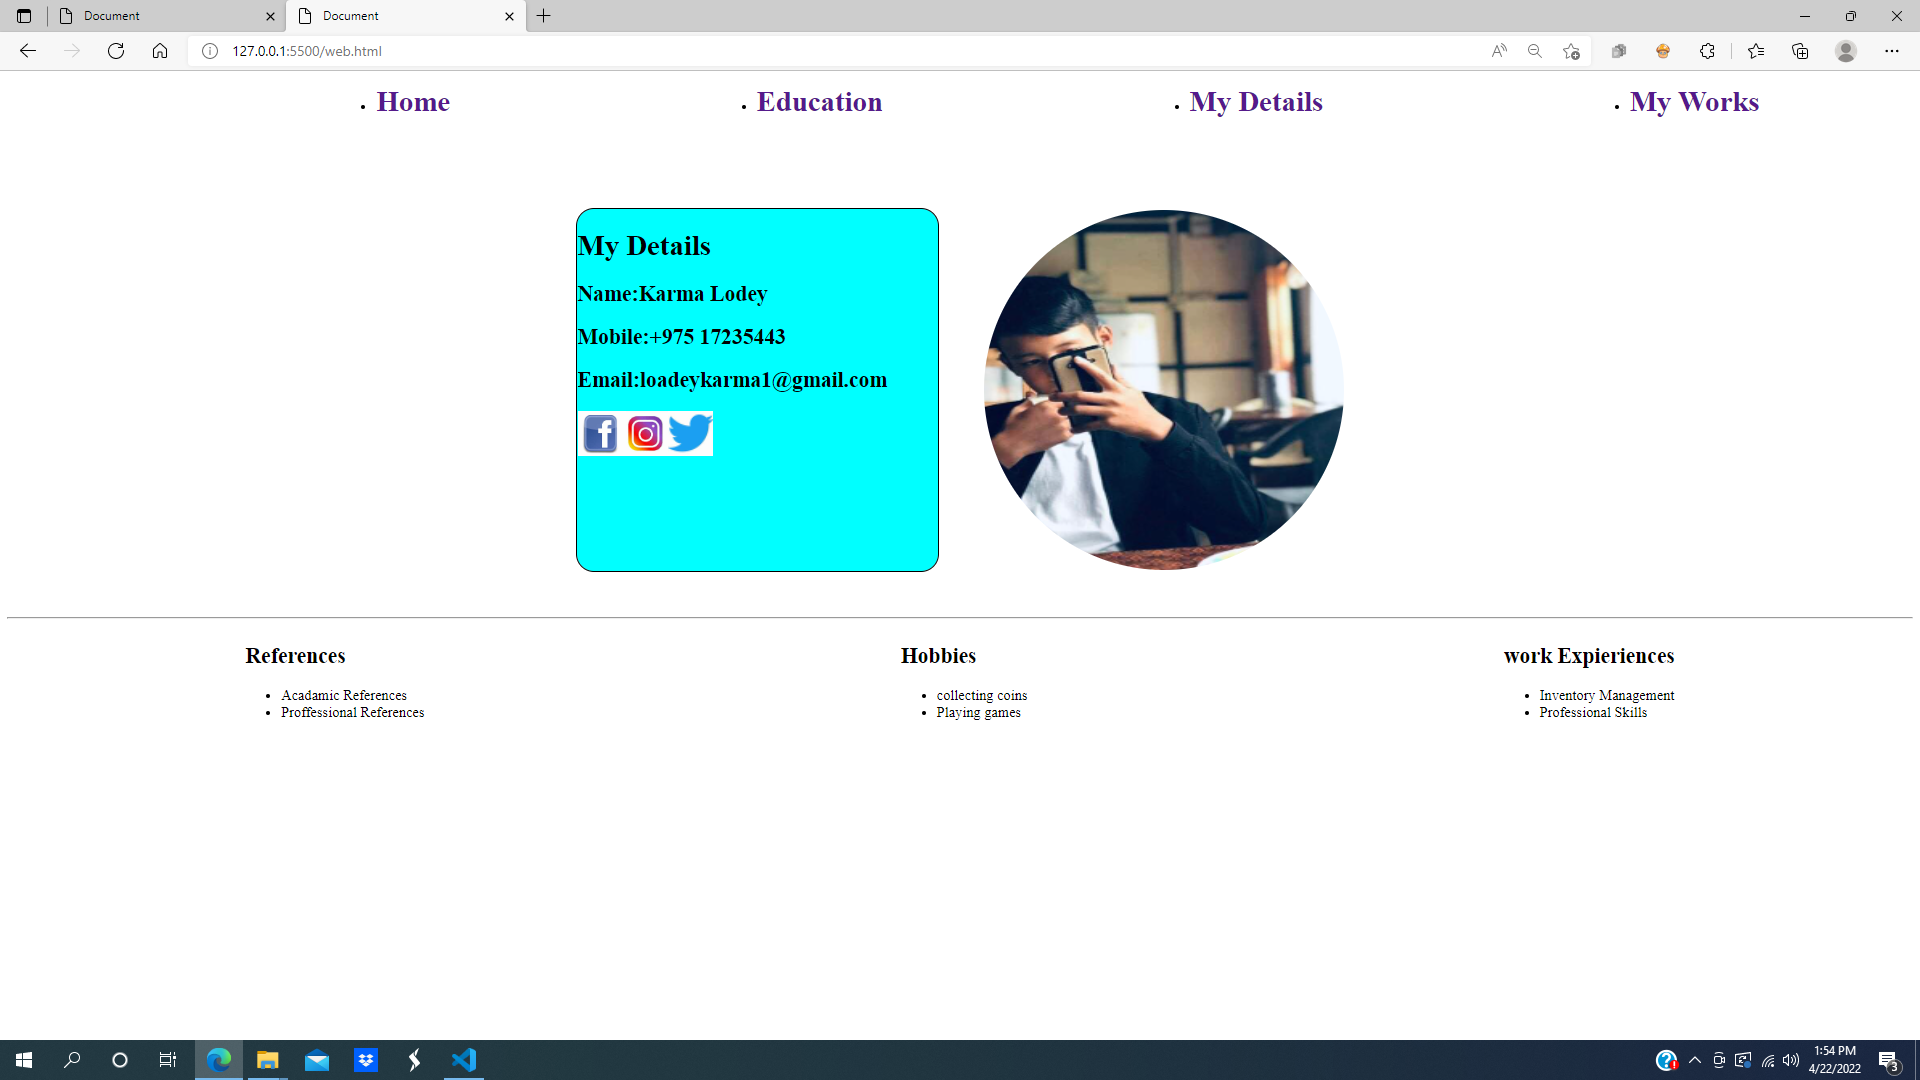 Document
Document
127.0.0.1:5500/web.html
Home
Education
My Details
My Works
My Details
Name:Karma Lodey
Mobile:+975 17235443
Email:loadeykarma1@gmail.com
References
Acadamic References
Proffessional References
Hobbies
collecting coins
Playing games
work Expieriences
Inventory Management
Professional Skills
1:54 PM
4/22/2022
3